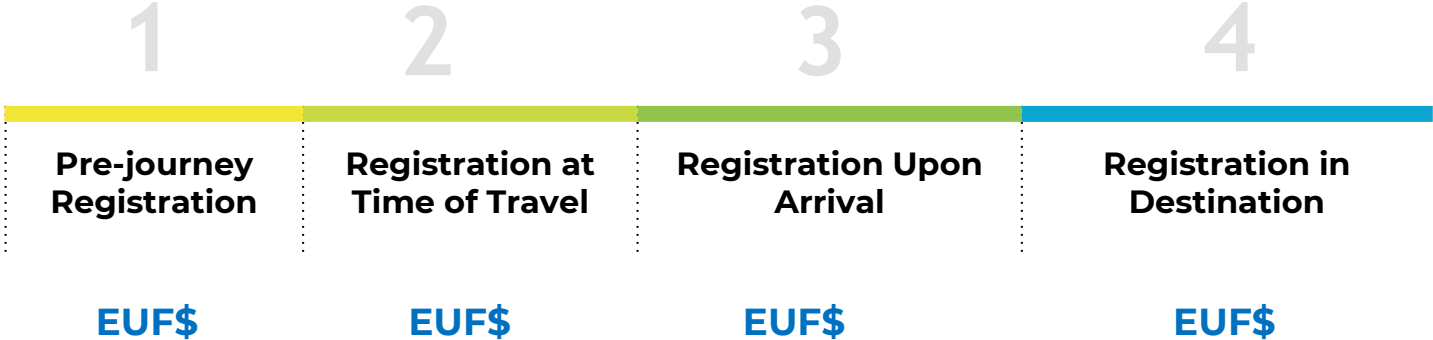 1 2 3 4
Pre-journey Registration at Registration Upon Registration in
Registration Time of Travel Arrival Destination
EUF$ EUF$ EUF$ EUF$